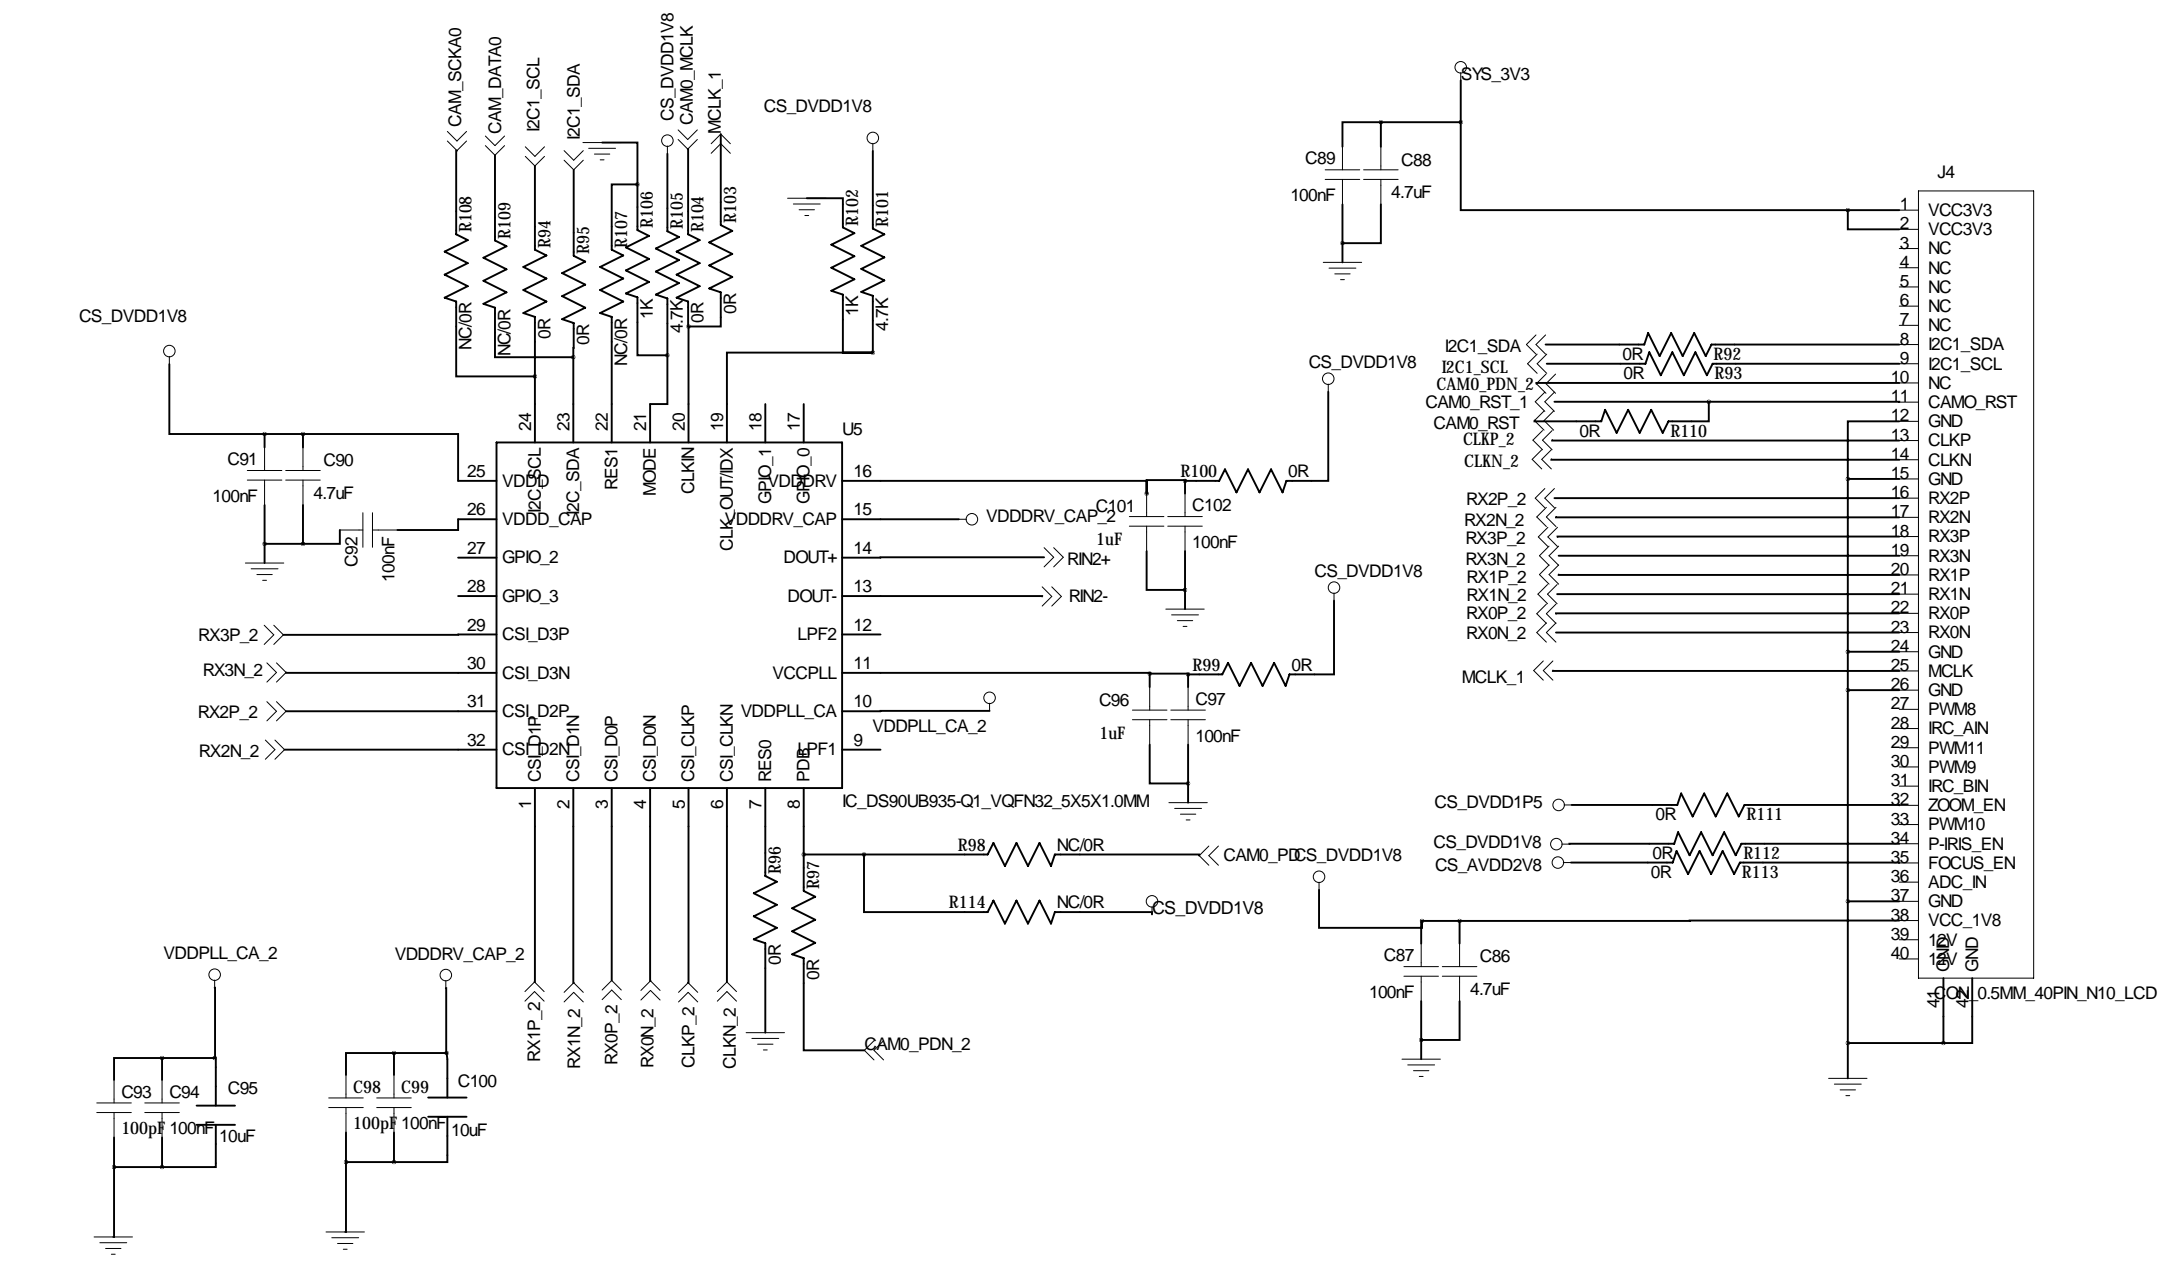 CAM_SCKA0
CAM_DATA0
I2C1_SCL
I2C1_SDA
CS_DVDD1V8
CAM0_MCLK
MCLK_1
CS_DVDD1V8
R108
R109
R94
R95
R107
R106
R105
R104
R103
R102
R101
NC/0R
NC/0R
0R
0R
NC/0R
1K
4.7K
0R
0R
1K
4.7K
CS_DVDD1V8
C91
100nF
C90
4.7uF
C92
100nF
24
23
22
21
20
19
18
17
U5
I2C_SCL
I2C_SDA
RES1
MODE
CLKIN
CLK_OUT/IDX
GPIO_1
GPIO_0
25 VDDD
26 VDDD_CAP
27 GPIO_2
28 GPIO_3
RX3P_2 29 CSI_D3P
RX3N_2 30 CSI_D3N
RX2P_2 31 CSI_D2P
RX2N_2 32 CSI_D2N
VDDDRV 16
VDDDRV_CAP 15 VDDDRV_CAP_2
DOUT+ 14 RIN2+
DOUT- 13 RIN2-
LPF2 12
VCCPLL 11
VDDPLL_CA 10 VDDPLL_CA_2
LPF1 9
CSI_D1P
CSI_D1N
CSI_D0P
CSI_D0N
CSI_CLKP
CSI_CLKN
RES0
PDB
1
2
3
4
5
6
7
8
IC_DS90UB935-Q1_VQFN32_5X5X1.0MM
RX1P_2
RX1N_2
RX0P_2
RX0N_2
CLKP_2
CLKN_2
R96
0R
R97
0R
CAM0_PDN_2
R98 NC/0R CAM0_PD
R114 NC/0R CS_DVDD1V8
R100 0R
CS_DVDD1V8
C101
1uF
C102
100nF
R99 0R
CS_DVDD1V8
C96
1uF
C97
100nF
VDDPLL_CA_2
C93
100pF
C94
100nF
C95
10uF
VDDDRV_CAP_2
C98
100pF
C99
100nF
C100
10uF
SYS_3V3
C89
100nF
C88
4.7uF
J4
1 VCC3V3
2 VCC3V3
3 NC
4 NC
5 NC
6 NC
7 NC
I2C1_SDA 0R R92 8 I2C1_SDA
I2C1_SCL 0R R93 9 I2C1_SCL
CAM0_PDN_2 10 NC
CAM0_RST_1 11 CAMO_RST
CAM0_RST 0R R110 12 GND
CLKP_2 13 CLKP
CLKN_2 14 CLKN
15 GND
RX2P_2 16 RX2P
RX2N_2 17 RX2N
RX3P_2 18 RX3P
RX3N_2 19 RX3N
RX1P_2 20 RX1P
RX1N_2 21 RX1N
RX0P_2 22 RX0P
RX0N_2 23 RX0N
24 GND
MCLK_1 25 MCLK
26 GND
27 PWM8
28 IRC_AIN
29 PWM11
30 PWM9
31 IRC_BIN
CS_DVDD1P5 0R R111 32 ZOOM_EN
33 PWM10
CS_DVDD1V8 0R R112 34 P-IRIS_EN
CS_AVDD2V8 0R R113 35 FOCUS_EN
36 ADC_IN
37 GND
38 VCC_1V8
39 12V
40 12V
GND
GND
41
42
CON_0.5MM_40PIN_N10_LCD
CS_DVDD1V8
C87
100nF
C86
4.7uF